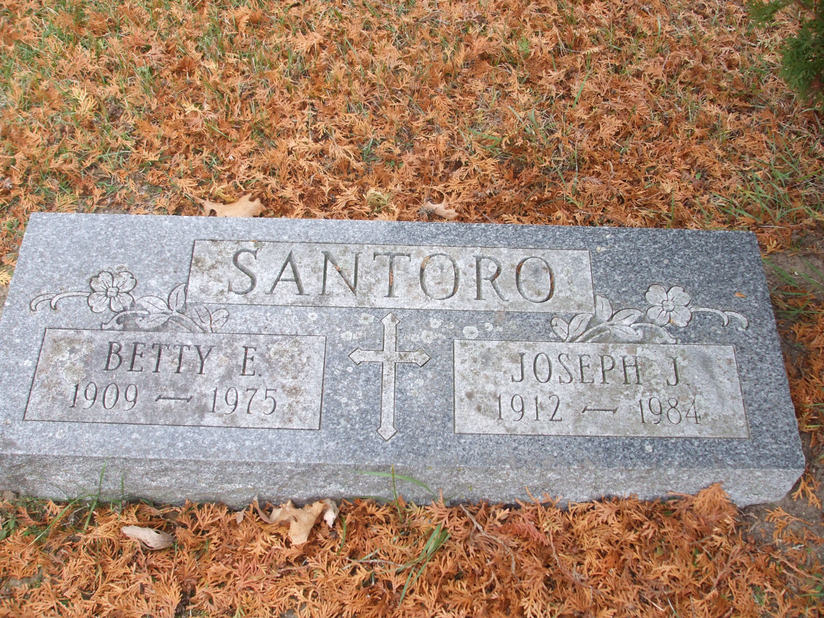 SANTORO
BETTY E.
1909 — 1975
JOSEPH J.
1912 — 1984